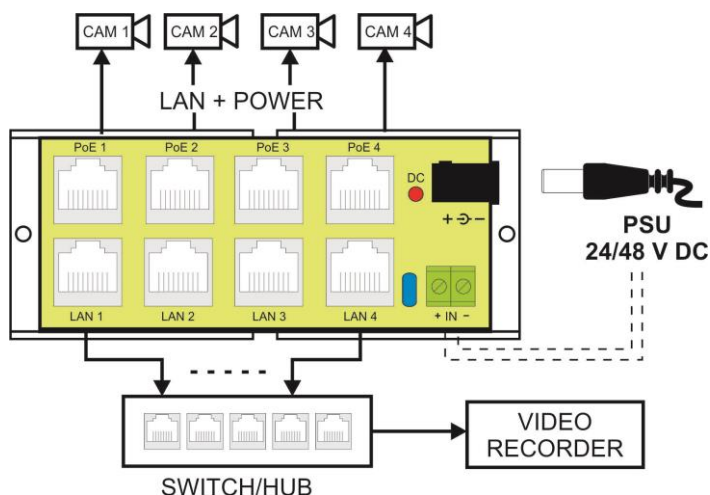 CAM 1
CAM 2
CAM 3
CAM 4
LAN + POWER
PoE 1
PoE 2
PoE 3
PoE 4
DC
+ -
PSU
24/48 V DC
LAN 1
LAN 2
LAN 3
LAN 4
+ IN -
SWITCH/HUB
VIDEO
RECORDER